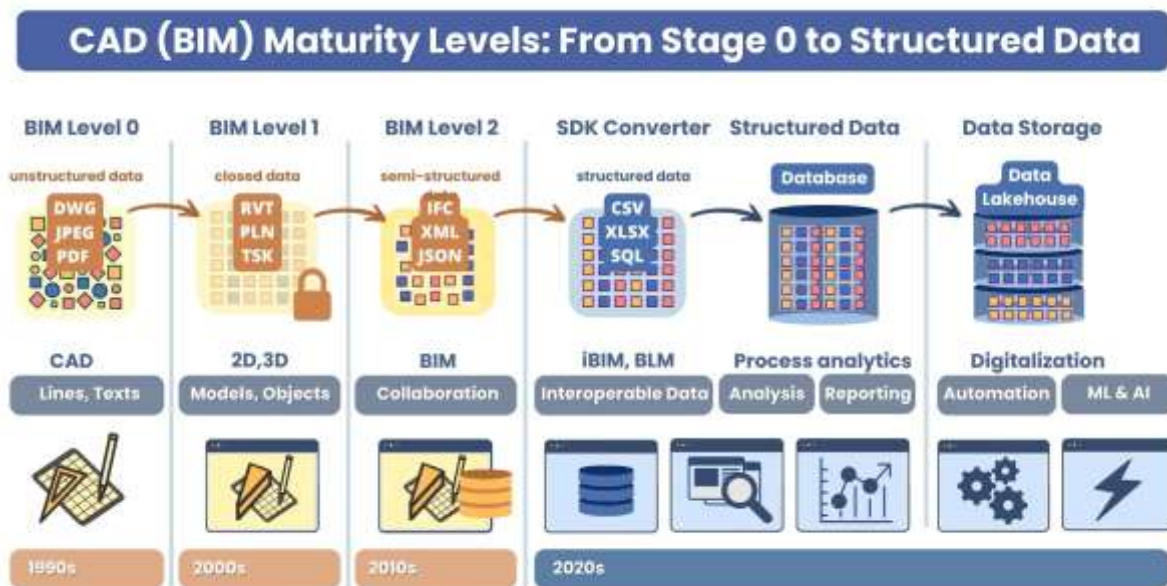 CAD (BIM) Maturity Levels: From Stage 0 to Structured Data
BIM Level 0
BIM Level 1
BIM Level 2
SDK Converter
Structured Data
Data Storage
unstructured data
closed data
semi-structured
structured data
Database
Data
Lakehouse
DWG
JPEG
PDF
RVT
PLN
TSK
IFC
XML
JSON
CSV
XLSX
SQL
CAD
2D,3D
BIM
iBIM, BLM
Process analytics
Digitalization
Lines, Texts
Models, Objects
Collaboration
Interoperable Data
Analysis
Reporting
Automation
ML & AI
1990s
2000s
2010s
2020s